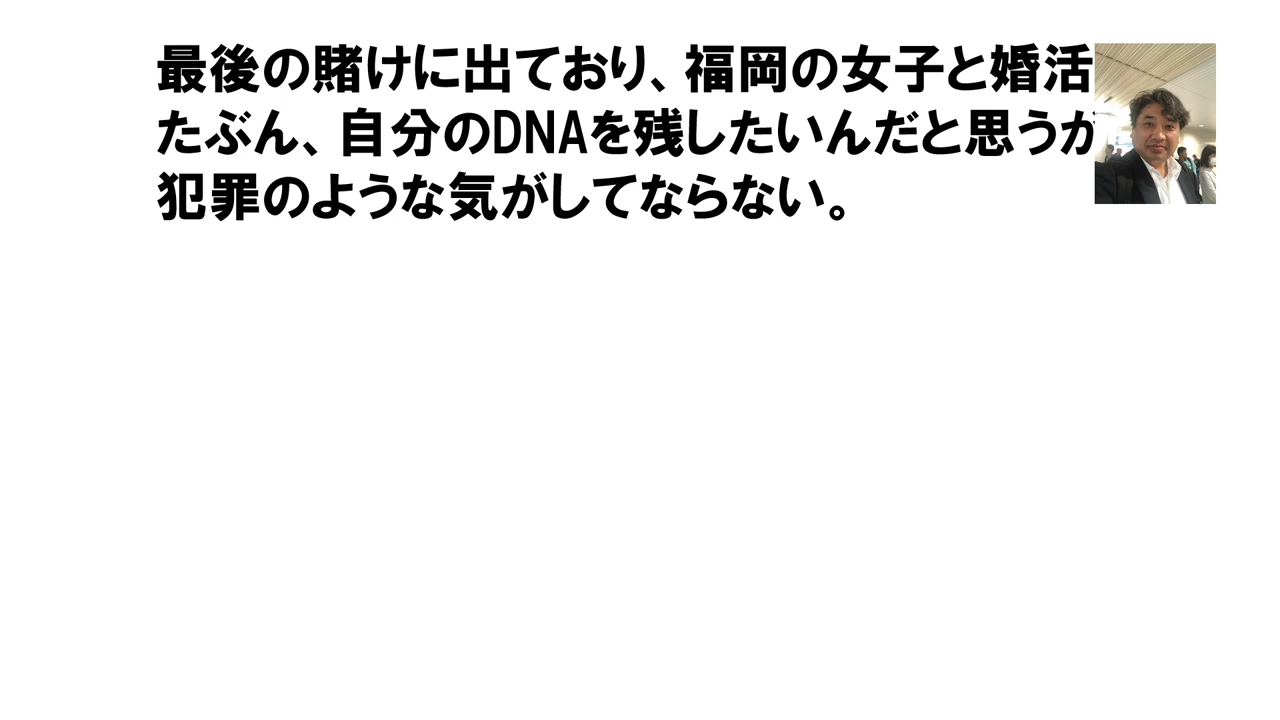 最後の賭けに出ており、福岡の女子と婚活
たぶん、自分のDNAを残したいんだと思うが
犯罪のような気がしてならない。